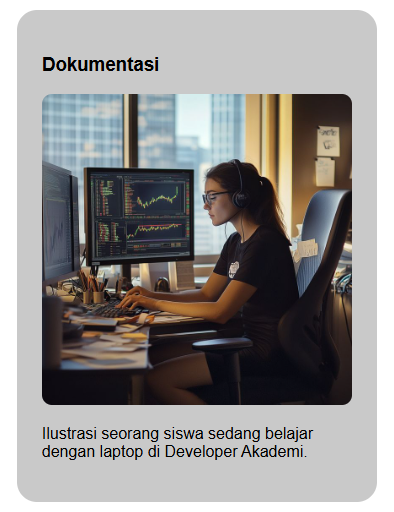 Dokumentasi
Ilustrasi seorang siswa sedang belajar
dengan laptop di Developer Akademi.